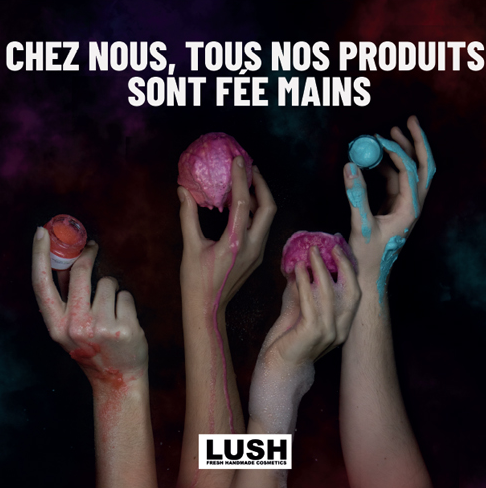 CHEZ NOUS, TOUS NOS PRODUITS
SONT FÉE MAINS
LUSH
FRESH HANDMADE COSMETICS